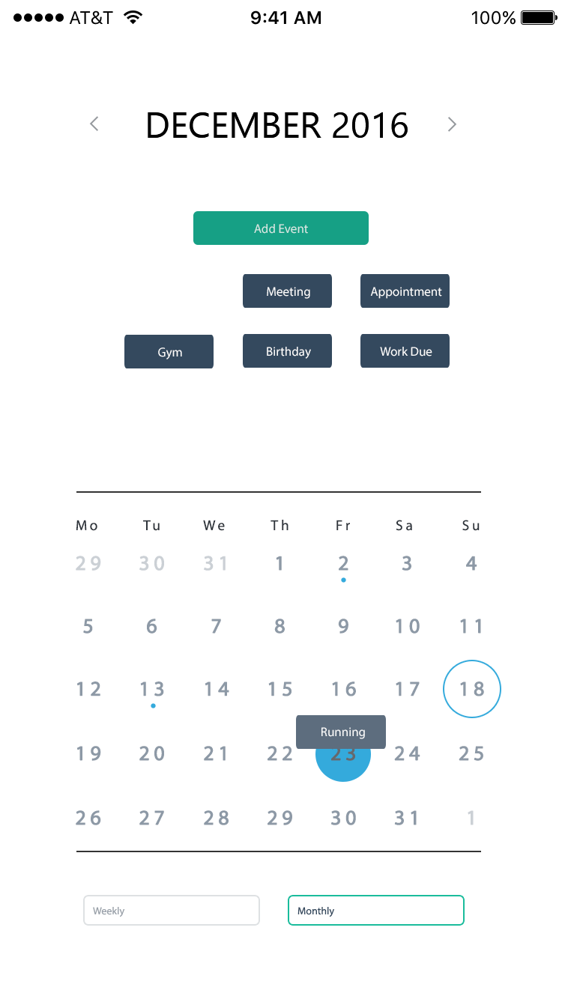 AT&T 9:41 AM 100%
DECEMBER 2016
Add Event
Meeting Appointment
Gym Birthday Work Due
Mo Tu We Th Fr Sa Su
29 30 31 1 2 3 4
5 6 7 8 9 10 11
12 13 14 15 16 17 18
Running
19 20 21 22 23 24 25
26 27 28 29 30 31 1
Weekly Monthly